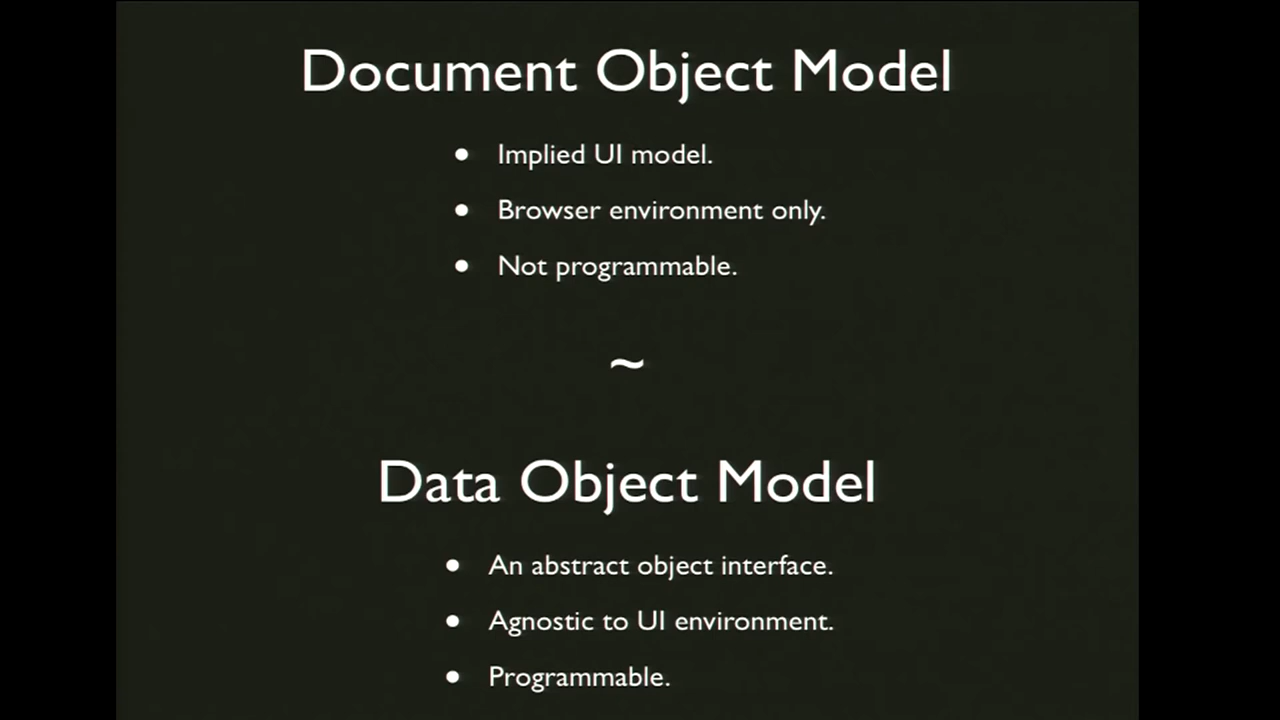 Document Object Model
• Implied UI model.
• Browser environment only.
• Not programmable.
~
Data Object Model
• An abstract object interface.
• Agnostic to UI environment.
• Programmable.